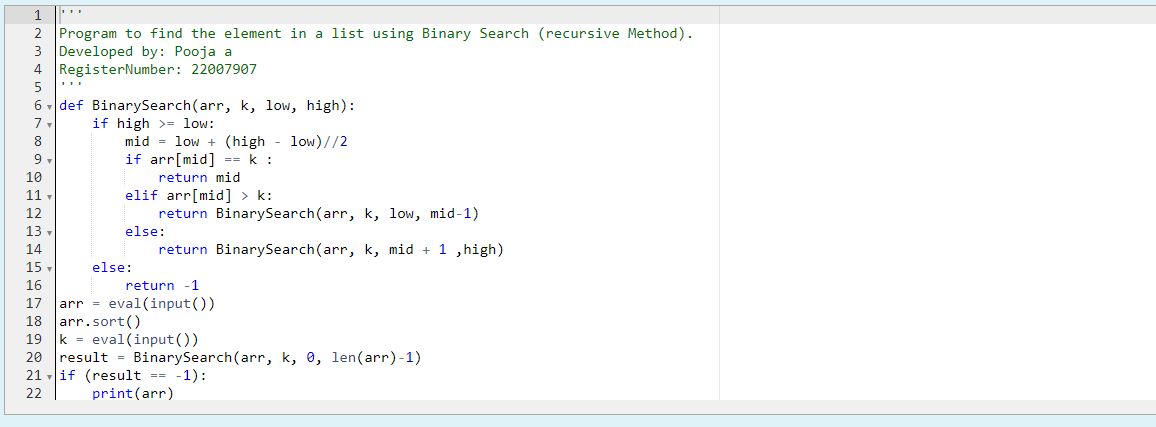 1 '''
2 Program to find the element in a list using Binary Search (recursive Method).
3 Developed by: Pooja a
4 RegisterNumber: 22007907
5 '''
6 def BinarySearch(arr, k, low, high):
7     if high >= low:
8         mid = low + (high - low)//2
9         if arr[mid] == k :
10             return mid
11         elif arr[mid] > k:
12             return BinarySearch(arr, k, low, mid-1)
13         else:
14             return BinarySearch(arr, k, mid + 1 ,high)
15     else:
16         return -1
17 arr = eval(input())
18 arr.sort()
19 k = eval(input())
20 result = BinarySearch(arr, k, 0, len(arr)-1)
21 if (result == -1):
22     print(arr)